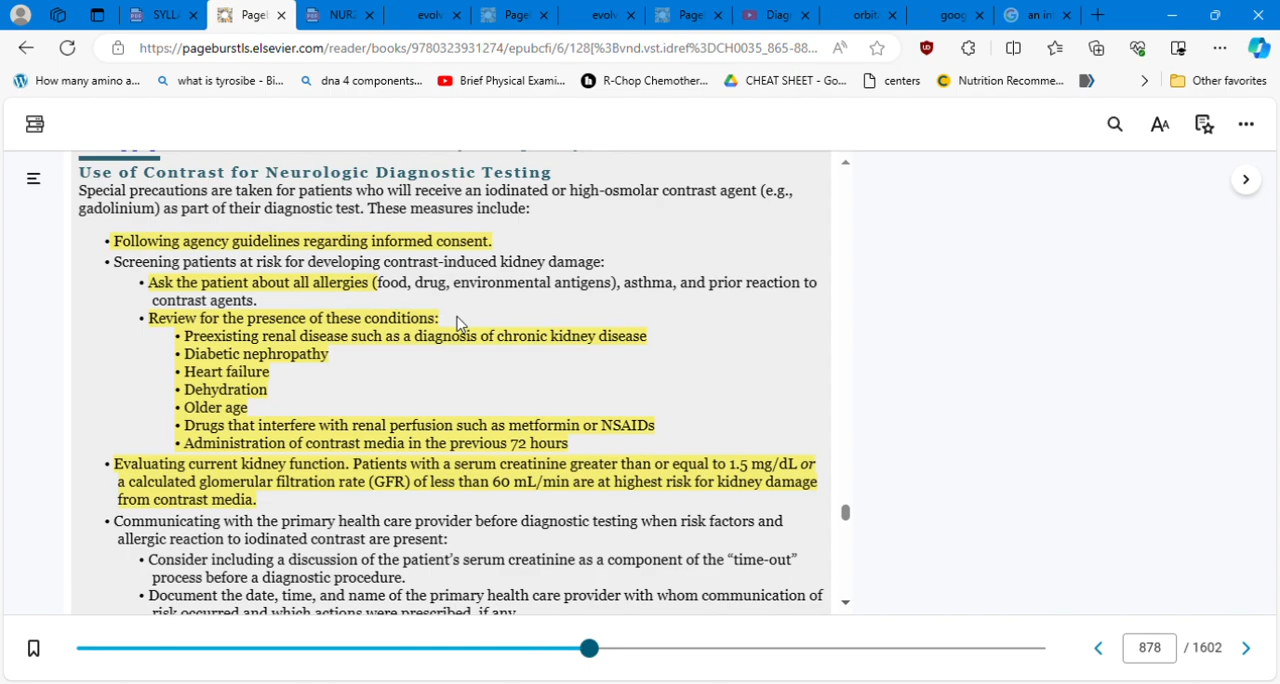 SYLL
Pagel
NUR:
evolv
Page
evolv
Page
Diag
orbit
goog
an in
https://pagebursts.elsevier.com/reader/books/9780323931274/epubcfi/6/128[%3Bvnd.vst.idref%3DCH0035_865-88...
How many amino a...
what is tyrosibe - Bi...
dna 4 components...
Brief Physical Exami...
R-Chop Chemother...
CHEAT SHEET - Go...
centers
Nutrition Recomme...
Other favorites
Use of Contrast for Neurologic Diagnostic Testing
Special precautions are taken for patients who will receive an iodinated or high-osmolar contrast agent (e.g.,
gadolinium) as part of their diagnostic test. These measures include:
• Following agency guidelines regarding informed consent.
• Screening patients at risk for developing contrast-induced kidney damage:
• Ask the patient about all allergies (food, drug, environmental antigens), asthma, and prior reaction to
contrast agents.
• Review for the presence of these conditions:
• Preexisting renal disease such as a diagnosis of chronic kidney disease
• Diabetic nephropathy
• Heart failure
• Dehydration
• Older age
• Drugs that interfere with renal perfusion such as metformin or NSAIDs
• Administration of contrast media in the previous 72 hours
• Evaluating current kidney function. Patients with a serum creatinine greater than or equal to 1.5 mg/dL or
a calculated glomerular filtration rate (GFR) of less than 60 mL/min are at highest risk for kidney damage
from contrast media.
• Communicating with the primary health care provider before diagnostic testing when risk factors and
allergic reaction to iodinated contrast are present:
• Consider including a discussion of the patient's serum creatinine as a component of the "time-out"
process before a diagnostic procedure.
• Document the date, time, and name of the primary health care provider with whom communication of
risk occurred and which actions were prescribed, if any.
878 / 1602